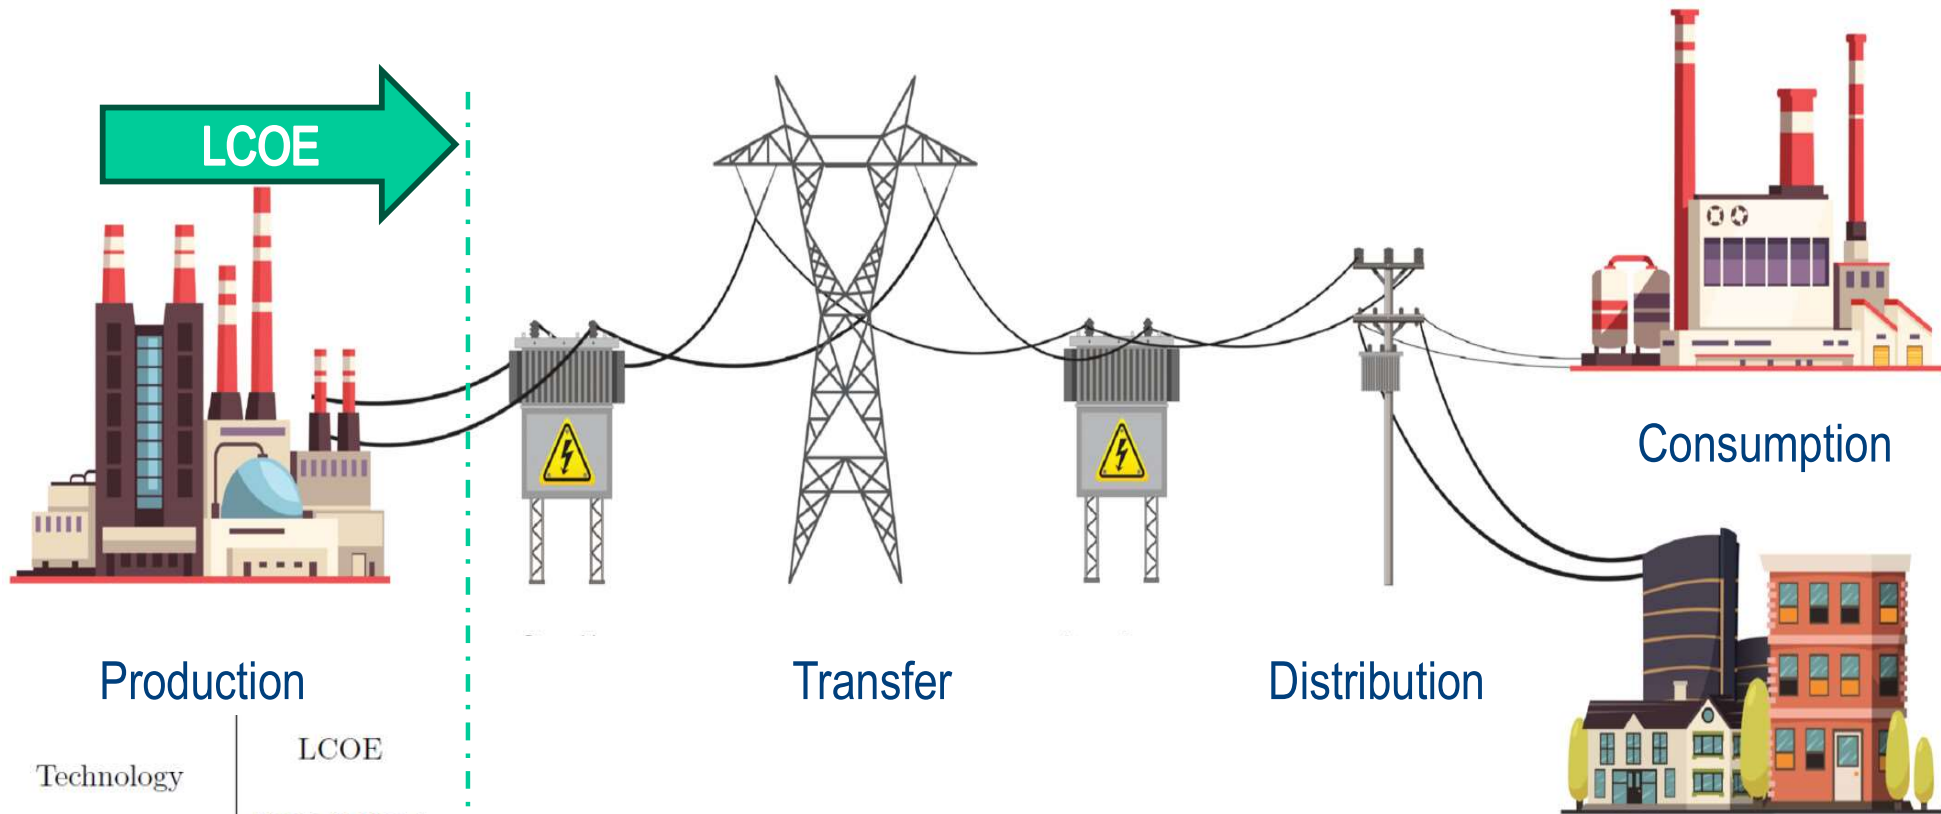 LCOE
Consumption
Production
Transfer
Distribution
LCOE
Technology